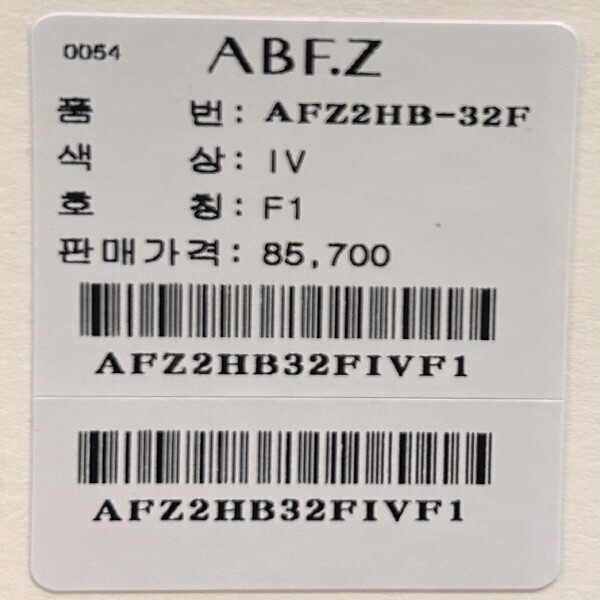 0054 ABF.Z
품 번: AFZ2HB-32F
색 상: IV
호 칭: F1
판매가격: 85,700
AFZ2HB32FIVF1
AFZ2HB32FIVF1